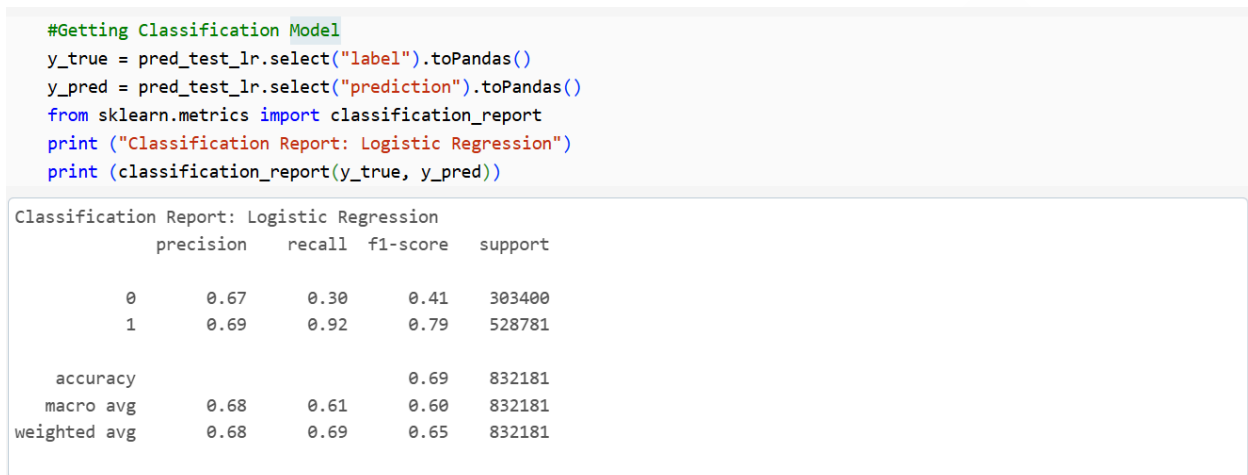 #Getting Classification Model
y_true = pred_test_lr.select("label").toPandas()
y_pred = pred_test_lr.select("prediction").toPandas()
from sklearn.metrics import classification_report
print ("Classification Report: Logistic Regression")
print (classification_report(y_true, y_pred))
Classification Report: Logistic Regression
precision recall f1-score support
0 0.67 0.30 0.41 303400
1 0.69 0.92 0.79 528781
accuracy 0.69 832181
macro avg 0.68 0.61 0.60 832181
weighted avg 0.68 0.69 0.65 832181